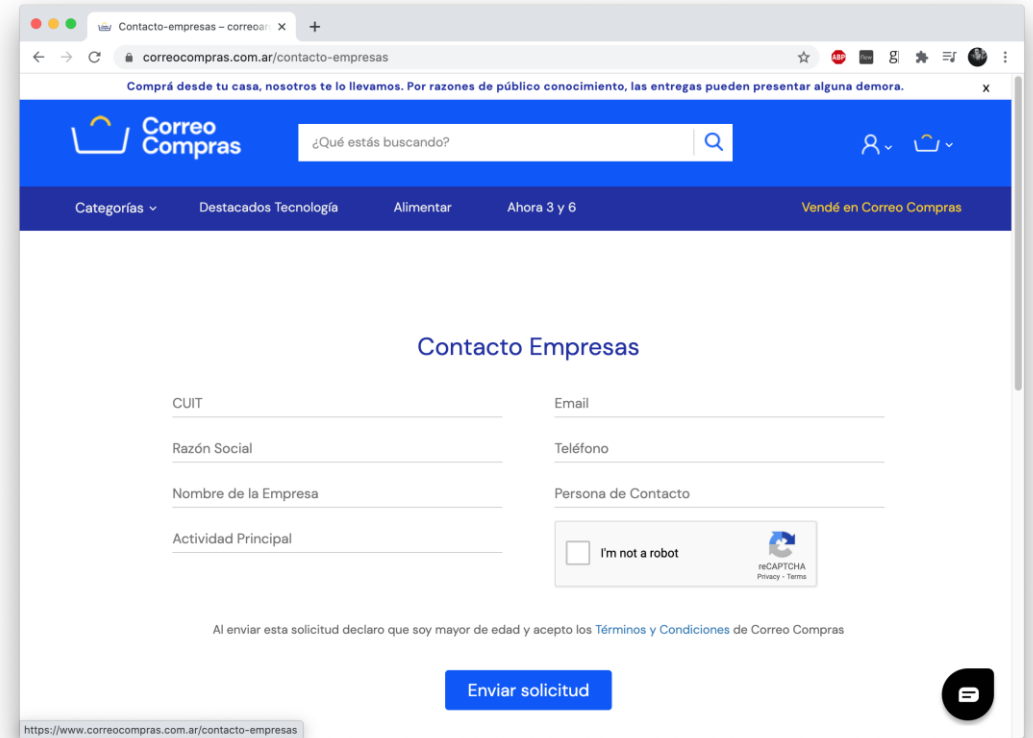 Contacto-empresas – correoar
correocompras.com.ar/contacto-empresas
ABP
Comprá desde tu casa, nosotros te lo llevamos. Por razones de público conocimiento, las entregas pueden presentar alguna demora. x
Correo
Compras
¿Qué estás buscando?
Categorías Destacados Tecnología Alimentar Ahora 3 y 6 Vendé en Correo Compras
Contacto Empresas
CUIT Email
Razón Social Teléfono
Nombre de la Empresa Persona de Contacto
Actividad Principal
I'm not a robot
reCAPTCHA
Privacy - Terms
Al enviar esta solicitud declaro que soy mayor de edad y acepto los Términos y Condiciones de Correo Compras
Enviar solicitud
https://www.correocompras.com.ar/contacto-empresas